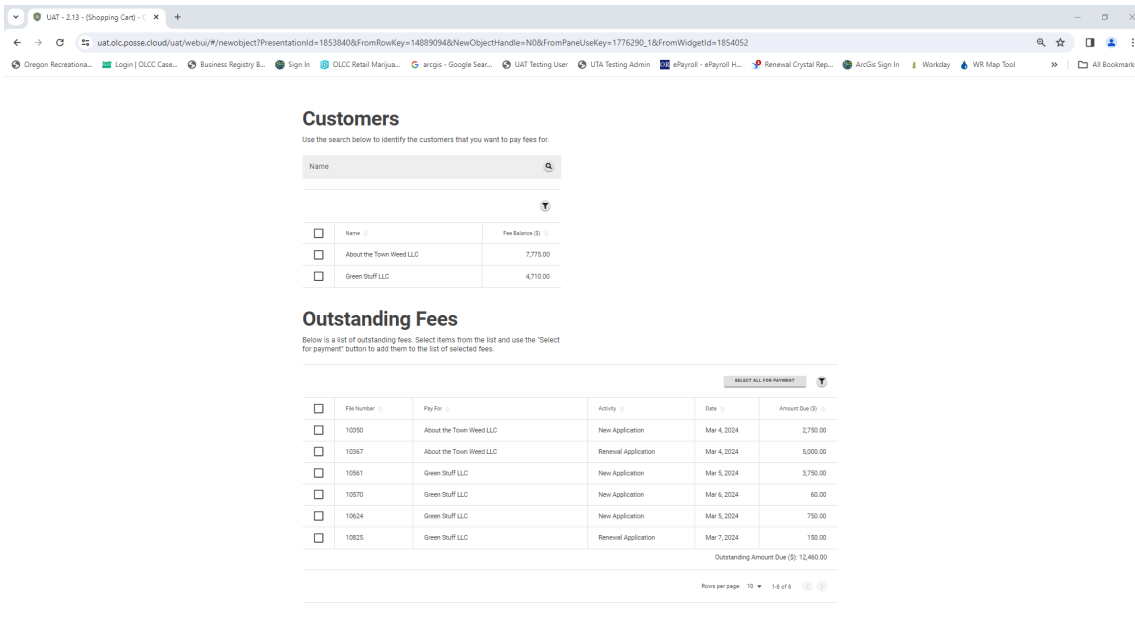 UAT - 2.13 - (Shopping Cart) - C
uat.olc.posse.cloud/uat/webui/#/newobject?PresentationId=1853840&FromRowKey=14889094&NewObjectHandle=N0&FromPaneUseKey=1776290_1&FromWidgetId=1854052
Oregon Recreationa... Login | OLCC Case... Business Registry B... Sign In OLCC Retail Marijua... arcgis - Google Sear... UAT Testing User UTA Testing Admin OR ePayroll - ePayroll H... Renewal Crystal Rep... ArcGis Sign In Workday WR Map Tool » All Bookmark
Customers
Use the search below to identify the customers that you want to pay fees for.
Name
Name Fee Balance ($)
About the Town Weed LLC 7,775.00
Green Stuff LLC 4,710.00
Outstanding Fees
Below is a list of outstanding fees. Select items from the list and use the "Select
for payment" button to add them to the list of selected fees.
SELECT ALL FOR PAYMENT
File Number Pay For Activity Date Amount Due ($)
10350 About the Town Weed LLC New Application Mar 4, 2024 2,750.00
10367 About the Town Weed LLC Renewal Application Mar 4, 2024 5,000.00
10561 Green Stuff LLC New Application Mar 5, 2024 3,750.00
10570 Green Stuff LLC New Application Mar 6, 2024 60.00
10624 Green Stuff LLC New Application Mar 5, 2024 750.00
10825 Green Stuff LLC Renewal Application Mar 7, 2024 150.00
Outstanding Amount Due ($): 12,460.00
Rows per page: 10 1-6 of 6